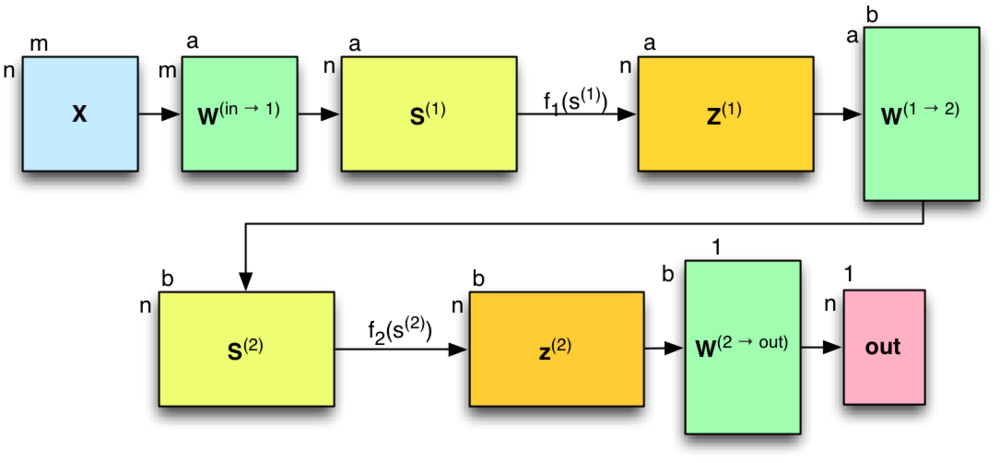 m
n
X
a
m
W(in → 1)
a
n
S(1)
f1(s(1))
a
n
Z(1)
b
a
W(1 → 2)
b
n
S(2)
f2(s(2))
b
n
z(2)
1
b
W(2 → out)
1
n
out